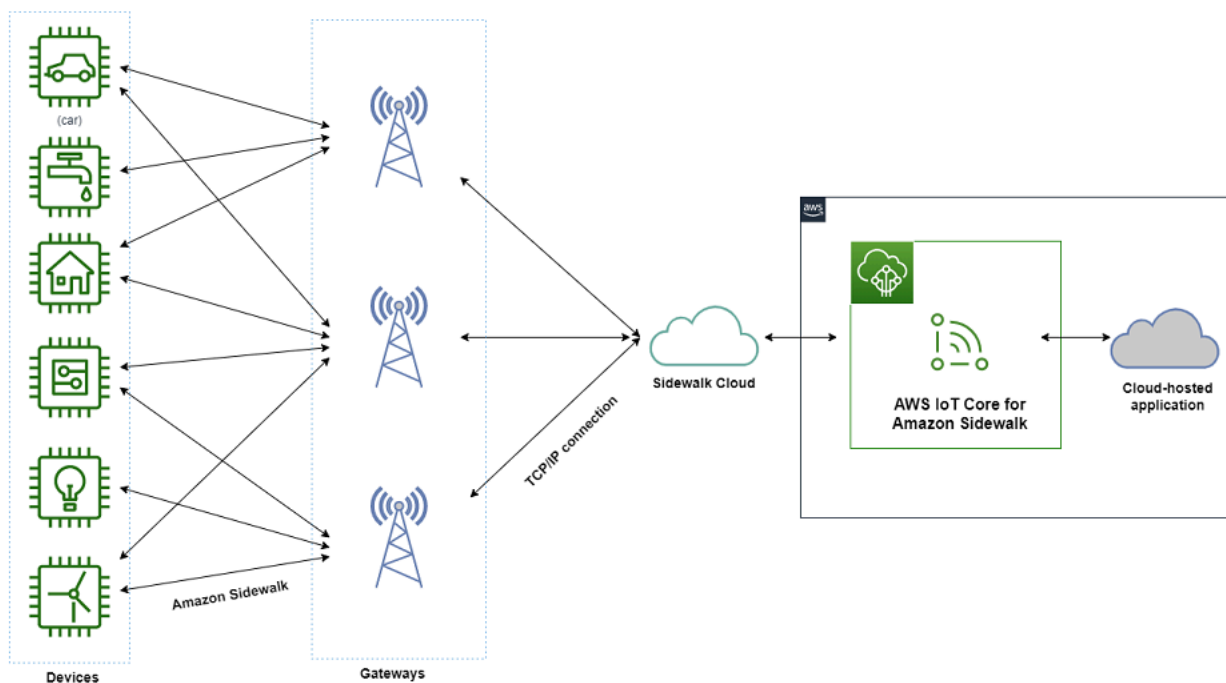 (car)
Devices
Amazon Sidewalk
Gateways
TCP/IP connection
Sidewalk Cloud
aws
AWS IoT Core for
Amazon Sidewalk
Cloud-hosted
application